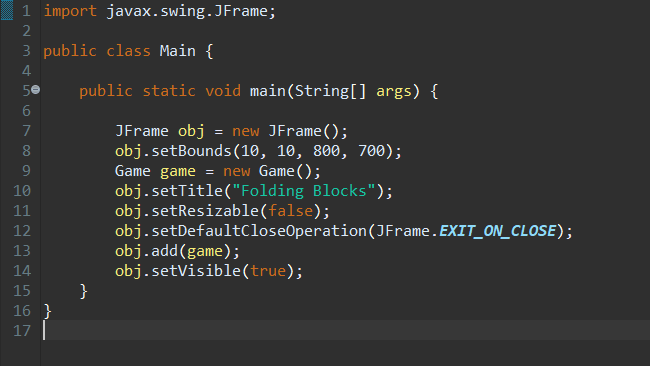 1 import javax.swing.JFrame;
2
3 public class Main {
4
5 public static void main(String[] args) {
6
7 JFrame obj = new JFrame();
8 obj.setBounds(10, 10, 800, 700);
9 Game game = new Game();
10 obj.setTitle("Folding Blocks");
11 obj.setResizable(false);
12 obj.setDefaultCloseOperation(JFrame.EXIT_ON_CLOSE);
13 obj.add(game);
14 obj.setVisible(true);
15 }
16 }
17